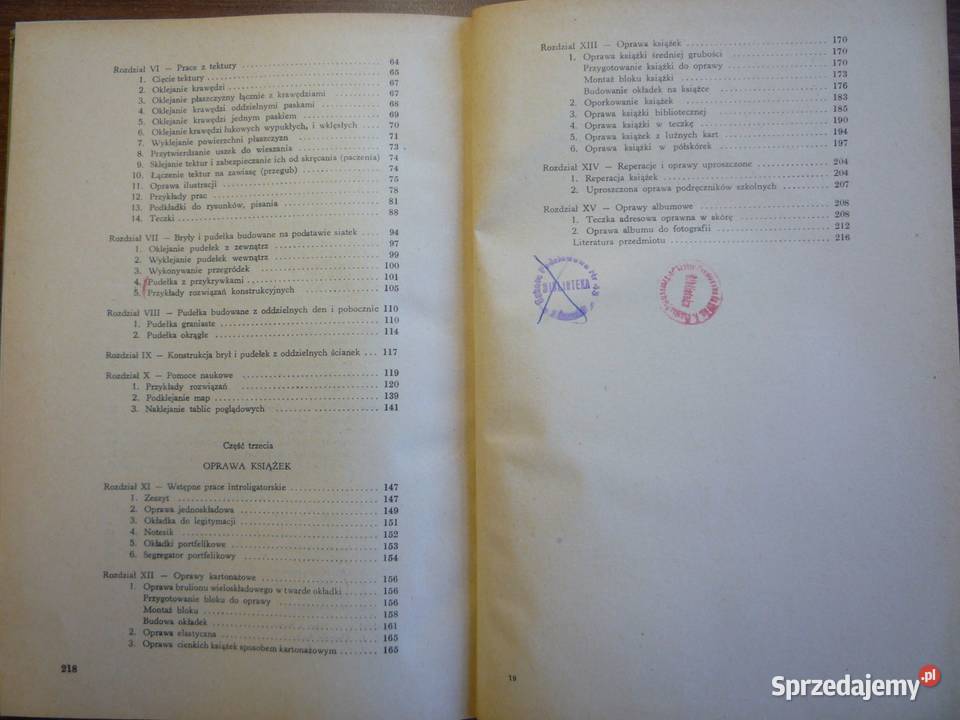 Rozdział VI — Prace z tektury 64
1. Cięcie tektury 65
2. Oklejanie krawędzi 67
3. Oklejanie płaszczyzny łącznie z krawędziami 67
4. Oklejanie krawędzi oddzielnymi paskami 68
5. Oklejanie krawędzi jednym paskiem 69
6. Oklejanie krawędzi łukowych wypukłych, i wklęsłych 70
7. Wyklejanie powierzchni płaszczyzn 71
8. Przytwierdzanie uszek do wieszania 73
9. Sklejanie tektur i zabezpieczanie ich od skręcania (paczenia) 74
10. Łączenie tektur na zawiasę (przegub) 74
11. Oprawa ilustracji 75
12. Przykłady prac 78
13. Podkładki do rysunków, pisania 81
14. Teczki 88
Rozdział VII — Bryły i pudełka budowane na podstawie siatek 94
1. Oklejanie pudełek z zewnątrz 97
2. Wyklejanie pudełek wewnątrz 99
3. Wykonywanie przegródek 100
4. Pudełka z przykrywkami 101
5. Przykłady rozwiązań konstrukcyjnych 105
Rozdział VIII — Pudełka budowane z oddzielnych den i pobocznic 110
1. Pudełka graniaste 110
2. Pudełka okrągłe 114
Rozdział IX — Konstrukcja brył i pudełek z oddzielnych ścianek 117
Rozdział X — Pomoce naukowe 119
1. Przykłady rozwiązań 120
2. Podklejanie map 139
3. Naklejanie tablic poglądowych 141
Część trzecia
OPRAWA KSIĄŻEK
Rozdział XI — Wstępne prace introligatorskie 147
1. Zeszyt 147
2. Oprawa jednoskładowa 149
3. Okładka do legitymacji 151
4. Notesik 152
5. Okładki portfelikowe 153
6. Segregator portfelikowy 154
Rozdział XII — Oprawy kartonażowe 156
1. Oprawa brulionu wieloskładowego w twarde okładki 156
Przygotowanie bloku do oprawy 156
Montaż bloku 158
Budowa okładek 161
2. Oprawa elastyczna 165
3. Oprawa cienkich książek sposobem kartonażowym 165
218
Rozdział XIII — Oprawa książek 170
1. Oprawa książki średniej grubości 170
Przygotowanie książki do oprawy 170
Montaż bloku książki 173
Budowanie okładek na książce 176
2. Oporkowanie książek 183
3. Oprawa książki bibliotecznej 185
4. Oprawa książki w teczkę 190
5. Oprawa książek z luźnych kart 194
6. Oprawa książki w półskórek 197
Rozdział XIV — Reperacje i oprawy uproszczone 204
1. Reperacja książek 204
2. Uproszczona oprawa podręczników szkolnych 207
Rozdział XV — Oprawy albumowe 208
1. Teczka adresowa oprawna w skórę 208
2. Oprawa albumu do fotografii 212
Literatura przedmiotu 216
BIBLIOTEKA
19
Sprzedajemy.pl